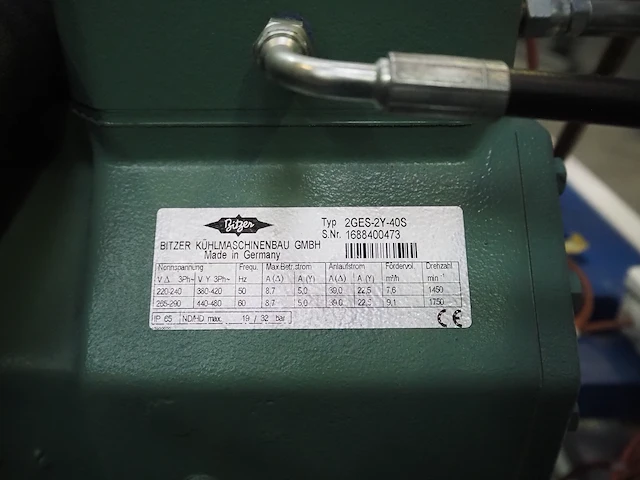 Bitzer
Typ 2GES-2Y-40S
S.Nr. 1688400473
BITZER KÜHLMASCHINENBAU GMBH
Made in Germany
Nennspannung Frequ. Max.Betr.strom Anlaufstrom Fördervol. Drehzahl
V Δ 3Ph~ V Y 3Ph~ Hz A (Δ) A (Y) A (Δ) A (Y) m³/h min⁻¹
220-240 380-420 50 8,7 5,0 39,0 22,5 7,6 1450
265-290 440-480 60 8,7 5,0 39,0 22,5 9,1 1750
IP 65 ND/HD max. 19 / 32 bar CE